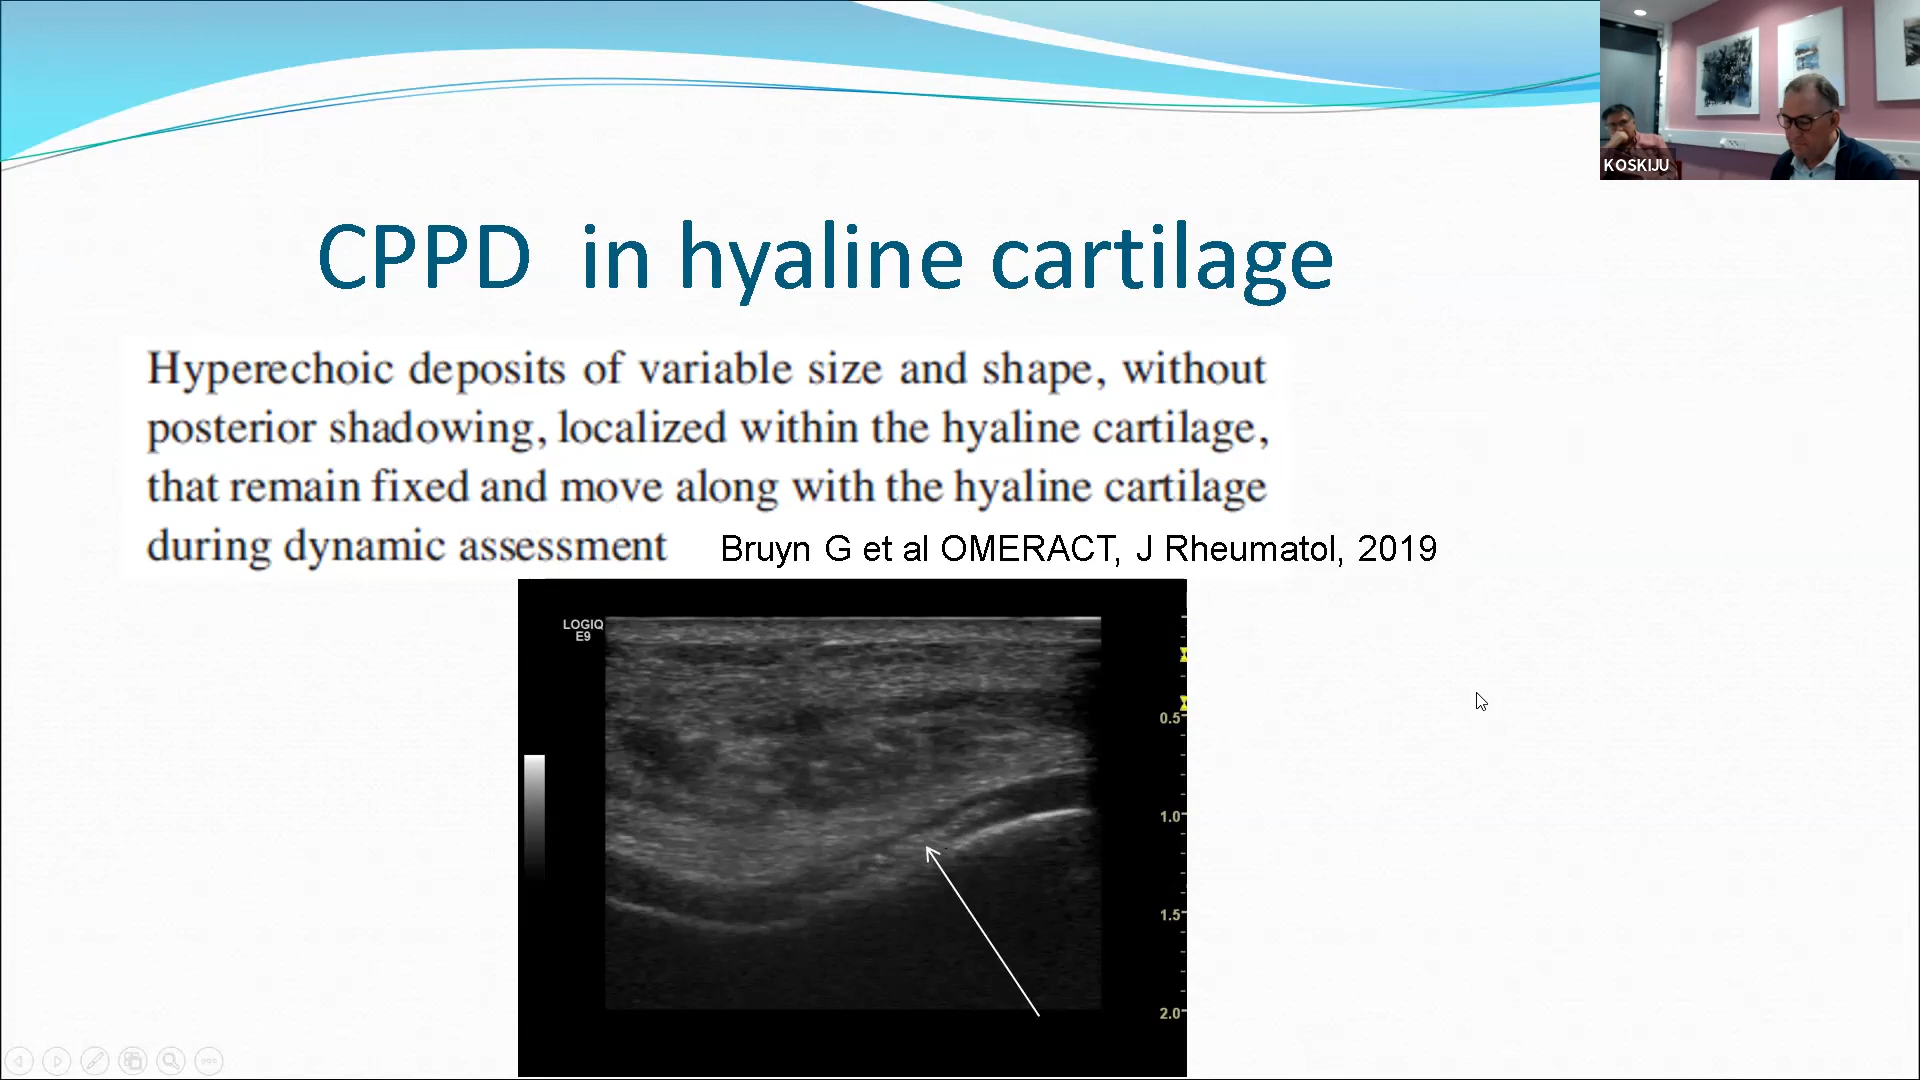 KOSKIJU
CPPD in hyaline cartilage
Hyperechoic deposits of variable size and shape, without
posterior shadowing, localized within the hyaline cartilage,
that remain fixed and move along with the hyaline cartilage
during dynamic assessment
Bruyn G et al OMERACT, J Rheumatol, 2019
LOGIQ
E9
0.5
1.0
1.5
2.0